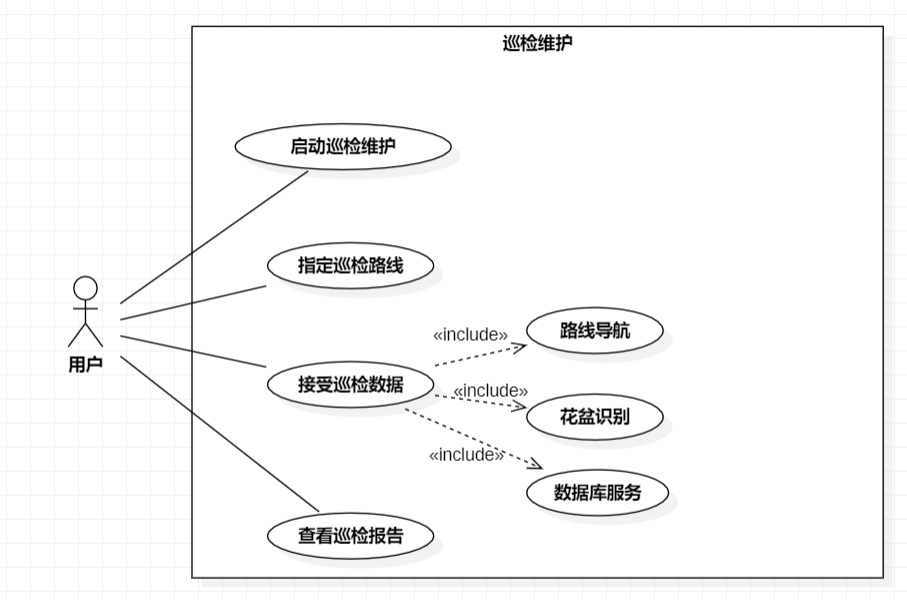 巡检维护
启动巡检维护
指定巡检路线
用户
接受巡检数据
查看巡检报告
«include»
路线导航
«include»
花盆识别
«include»
数据库服务